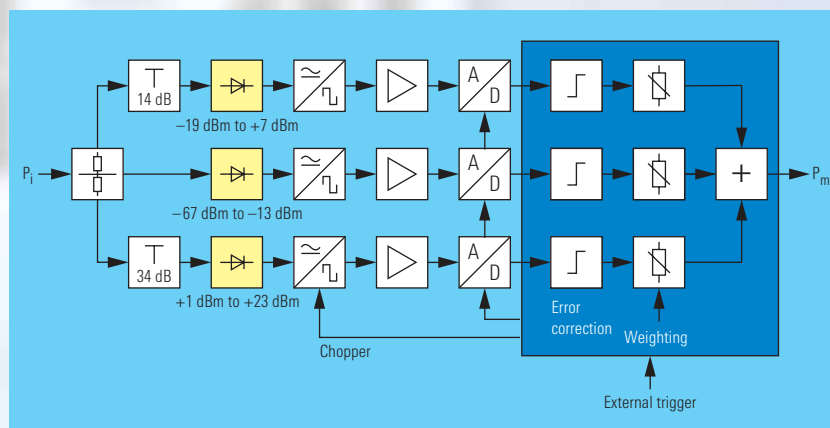 14 dB
A
D
−19 dBm to +7 dBm
Pi
A
D
+
Pm
−67 dBm to −13 dBm
34 dB
A
D
+1 dBm to +23 dBm
Error
correction
Weighting
Chopper
External trigger